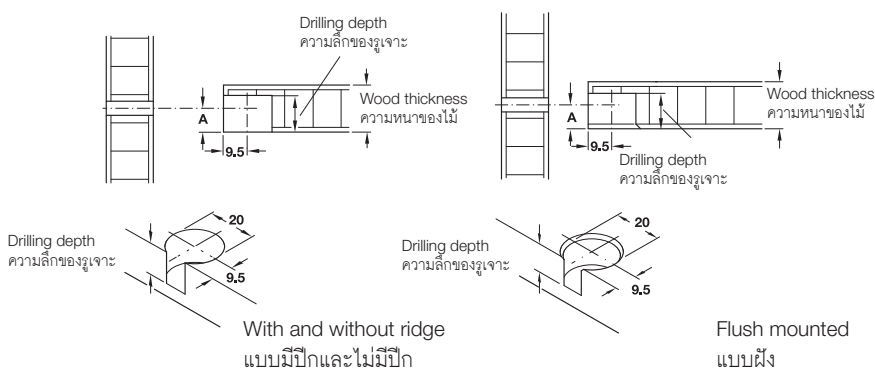 Drilling depth
ความลึกของรูเจาะ
Wood thickness
ความหนาของไม้
A
9.5
Wood thickness
ความหนาของไม้
A
9.5
Drilling depth
ความลึกของรูเจาะ
Drilling depth
ความลึกของรูเจาะ
20
9.5
With and without ridge
แบบมีปีกและไม่มีปีก
Drilling depth
ความลึกของรูเจาะ
20
9.5
Flush mounted
แบบฝัง